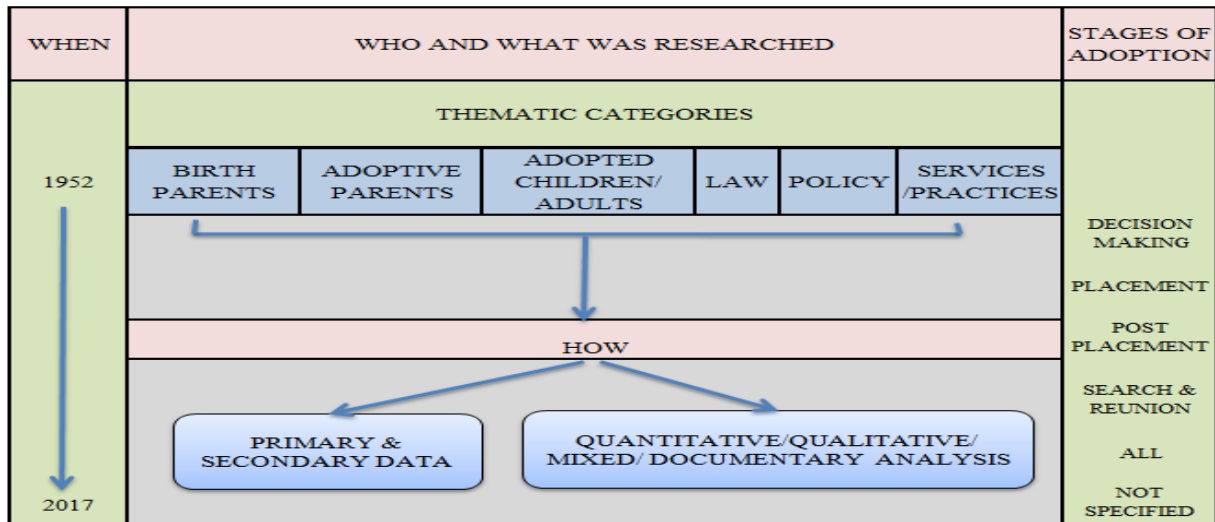 WHEN
WHO AND WHAT WAS RESEARCHED
STAGES OF
ADOPTION
THEMATIC CATEGORIES
1952
BIRTH
PARENTS
ADOPTIVE
PARENTS
ADOPTED
CHILDREN/
ADULTS
LAW
POLICY
SERVICES
/PRACTICES
DECISION
MAKING
PLACEMENT
POST
PLACEMENT
SEARCH &
REUNION
ALL
NOT
SPECIFIED
HOW
PRIMARY &
SECONDARY DATA
QUANTITATIVE/QUALITATIVE/
MIXED/ DOCUMENTARY ANALYSIS
2017